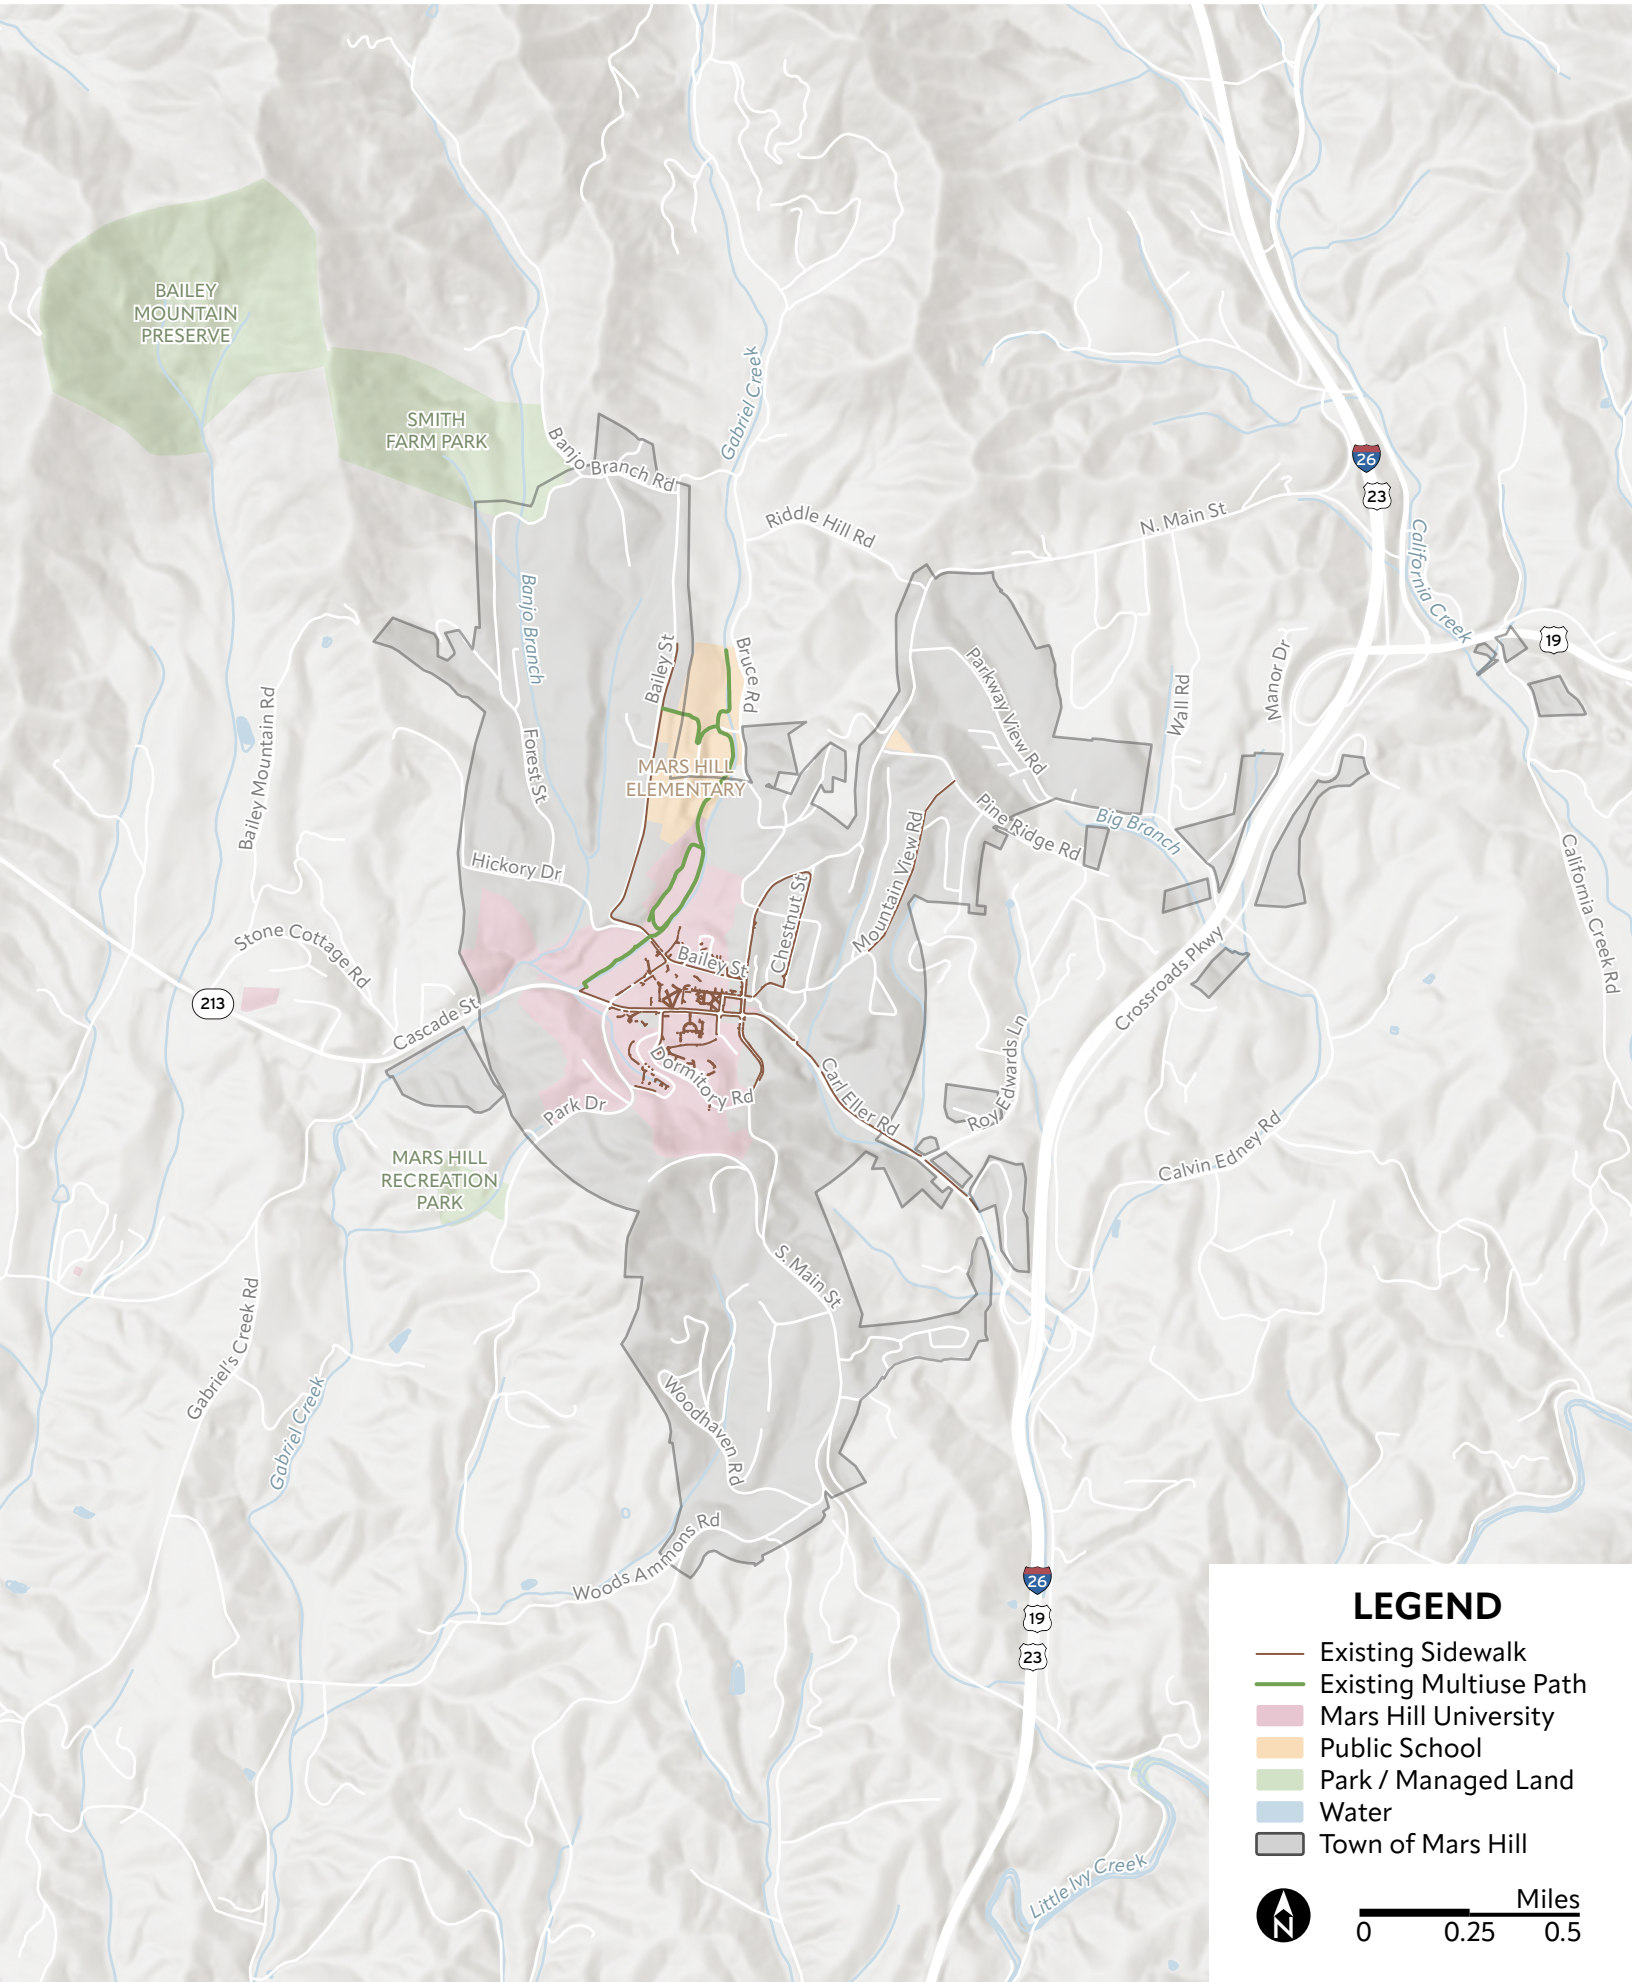 BAILEY
MOUNTAIN
PRESERVE
SMITH
FARM PARK
Gabriel Creek
Banjo Branch Rd
26
23
Riddle Hill Rd
N. Main St
California Creek
19
Banjo Branch
Bailey St
Bruce Rd
Parkway View Rd
Wall Rd
Manor Dr
Bailey Mountain Rd
Forest St
MARS HILL
ELEMENTARY
Pine Ridge Rd
Big Branch
Mountain View Rd
California Creek Rd
Hickory Dr
Chestnut St
Stone Cottage Rd
Bailey St
Crossroads Pkwy
213
Cascade St
Dormitory Rd
Park Dr
Carl Eller Rd
Roy Edwards Ln
Calvin Edney Rd
MARS HILL
RECREATION
PARK
S. Main St
Gabriel's Creek Rd
Gabriel Creek
Woodhaven Rd
Woods Ammons Rd
26
19
23
Little Ivy Creek
LEGEND
Existing Sidewalk
Existing Multiuse Path
Mars Hill University
Public School
Park / Managed Land
Water
Town of Mars Hill
N
Miles
0 0.25 0.5